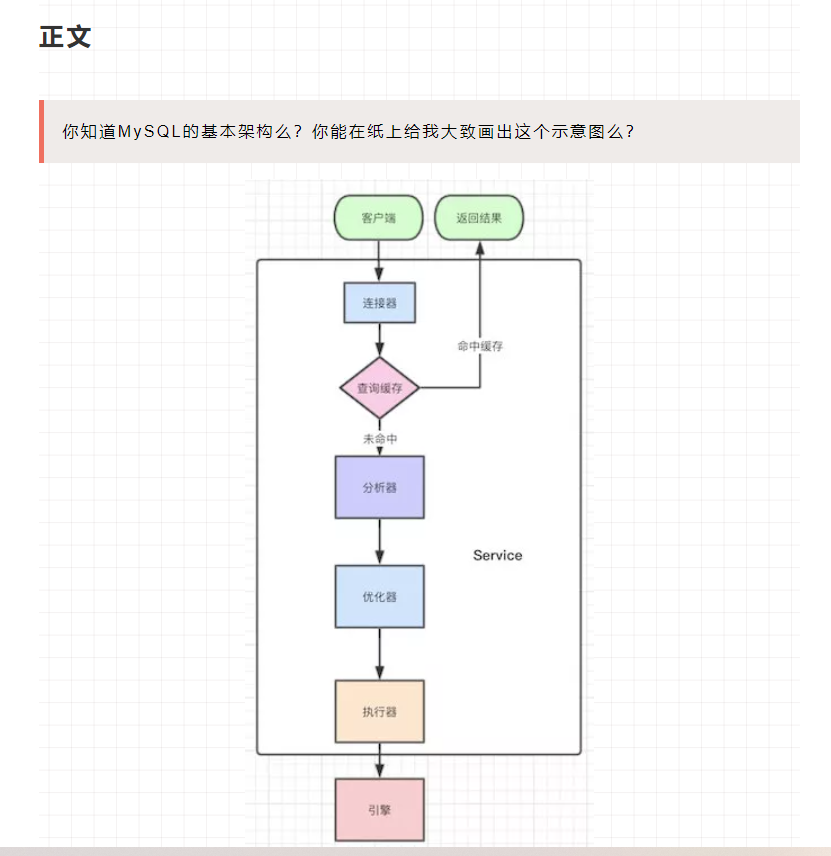 正文
你知道MySQL的基本架构么？你能在纸上给我大致画出这个示意图么？
客户端
返回结果
连接器
命中缓存
查询缓存
未命中
分析器
Service
优化器
执行器
引擎